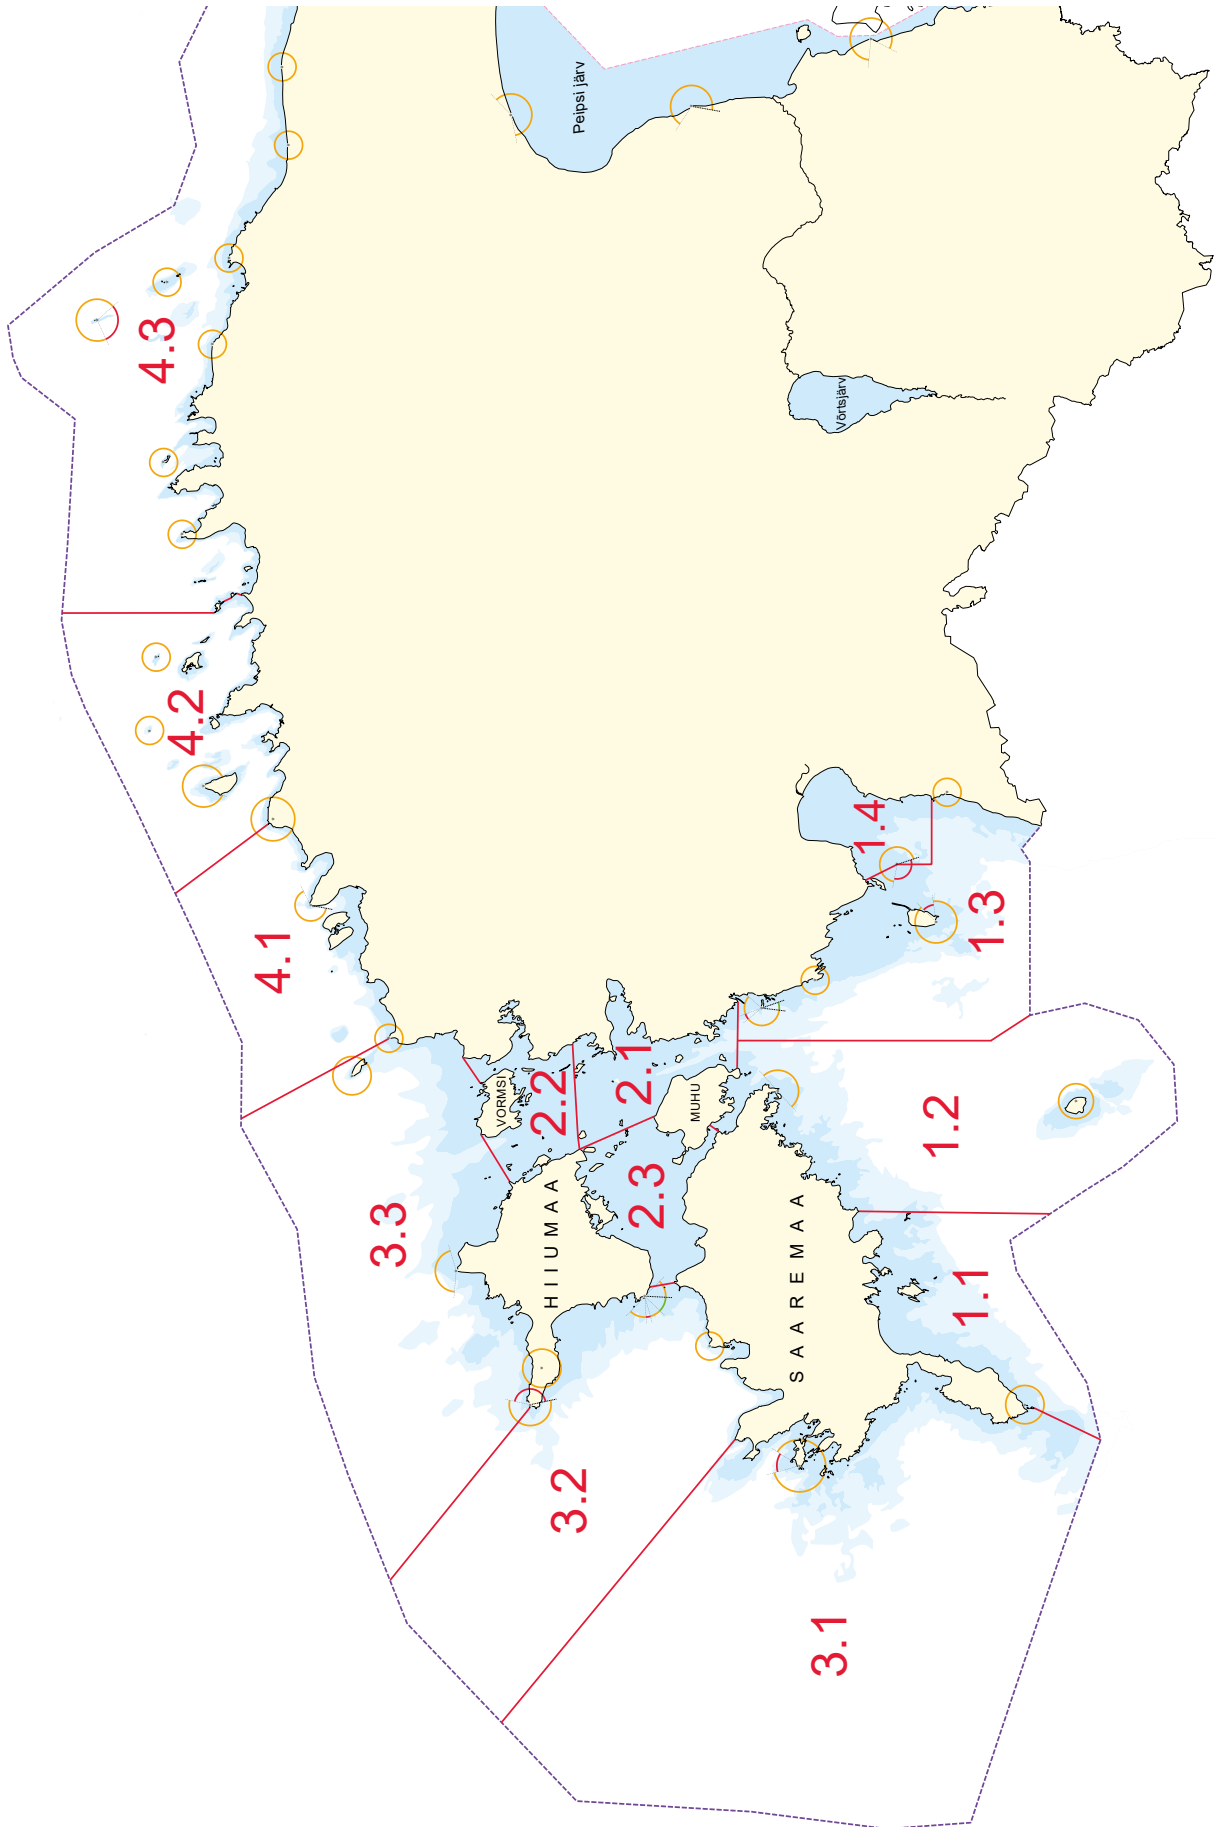 4.3
4.2
4.1
3.3
3.2
3.1
2.2
2.1
2.3
1.4
1.3
1.2
1.1
Peipsi järv
Võrtsjärv
VORMSI
HIIUMAA
MUHU
SAAREMAA